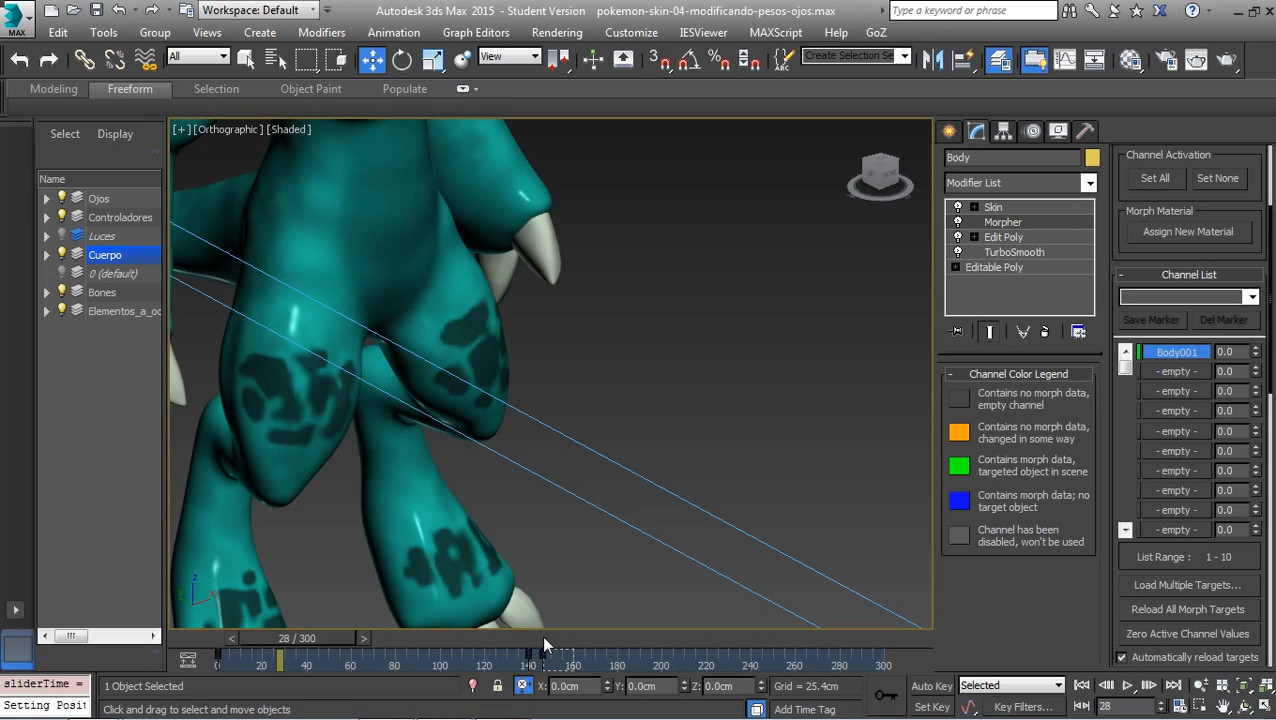 MAX
Workspace: Default
Autodesk 3ds Max 2015 - Student Version pokemon-skin-04-modificando-pesos-ojos.max
Type a keyword or phrase
Edit Tools Group Views Create Modifiers Animation Graph Editors Rendering Customize IESViewer MAXScript Help GoZ
All View Create Selection Se
Modeling Freeform Selection Object Paint Populate
Select Display
Name
Ojos
Controladores
Luces
Cuerpo
0 (default)
Bones
Elementos_a_oc
[+] [Orthographic] [Shaded]
Body
Modifier List
Skin
Morpher
Edit Poly
TurboSmooth
Editable Poly
Channel Color Legend
Contains no morph data,
empty channel
Contains no morph data,
changed in some way
Contains morph data,
targeted object in scene
Contains morph data; no
target object
Channel has been
disabled, won't be used
Channel Activation
Set All Set None
Morph Material
Assign New Material
Channel List
Save Marker Del Marker
Body001 0.0
- empty - 0.0
- empty - 0.0
- empty - 0.0
- empty - 0.0
- empty - 0.0
- empty - 0.0
- empty - 0.0
- empty - 0.0
- empty - 0.0
List Range : 1 - 10
Load Multiple Targets...
Reload All Morph Targets
Zero Active Channel Values
Automatically reload targets
< 28 / 300 >
0 20 40 60 80 100 120 140 160 180 200 220 240 260 280 300
sliderTime =
Setting Posit
1 Object Selected
X: 0.0cm Y: 0.0cm Z: 0.0cm Grid = 25.4cm
Click and drag to select and move objects
Add Time Tag
Auto Key Selected
Set Key Key Filters... 28